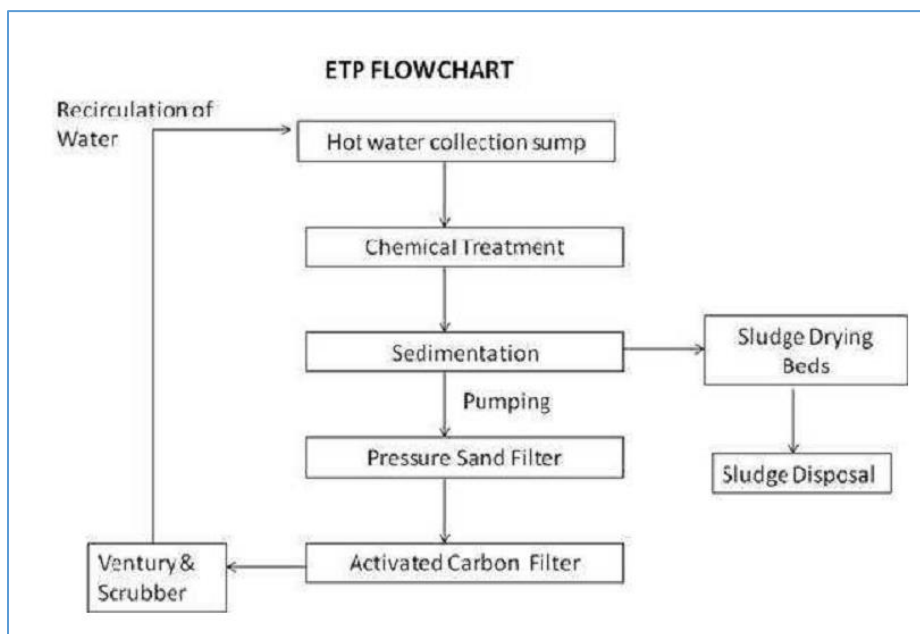 ETP FLOWCHART
Recirculation of
Water
Hot water collection sump
Chemical Treatment
Sedimentation
Sludge Drying
Beds
Pumping
Pressure Sand Filter
Sludge Disposal
Activated Carbon Filter
Ventury &
Scrubber